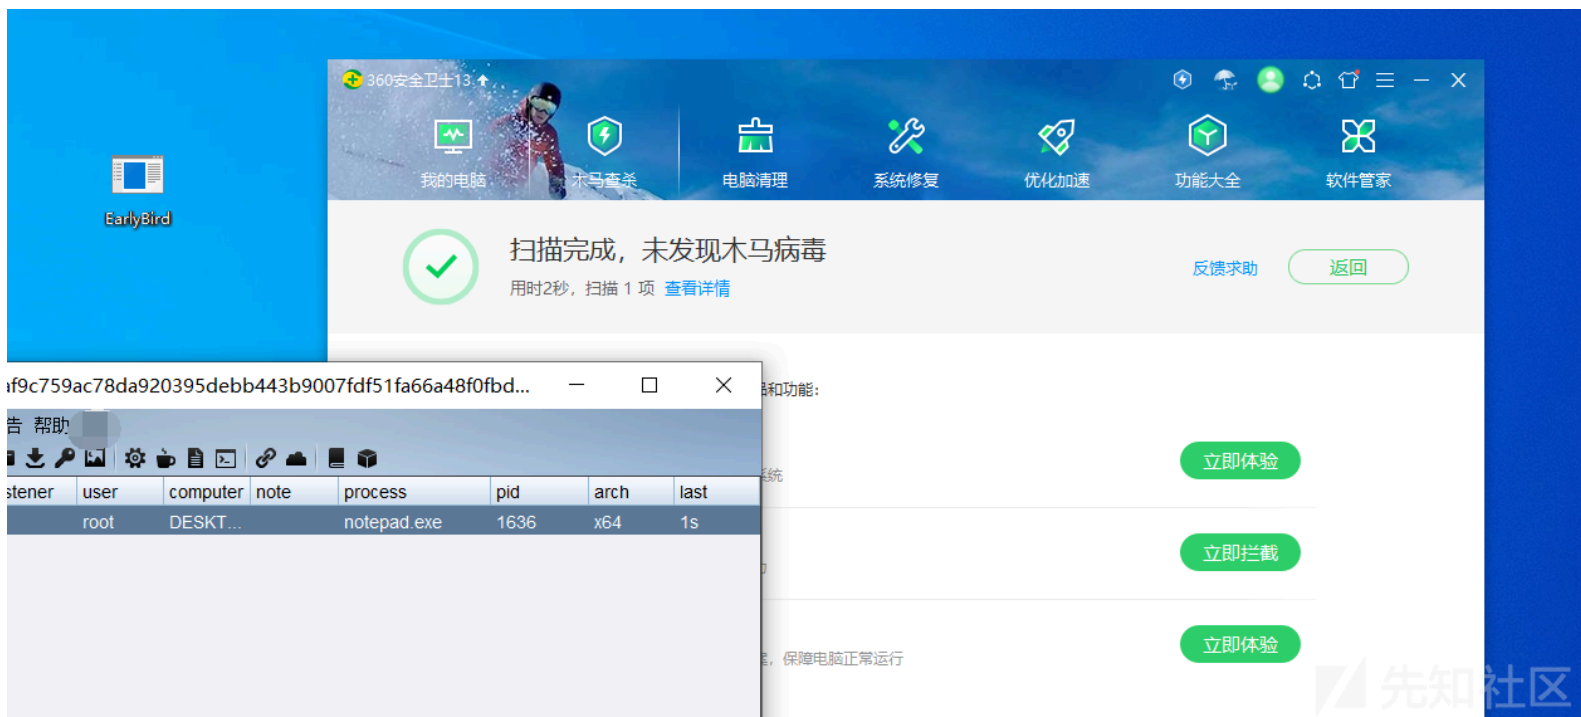 360安全卫士13
我的电脑
木马查杀
电脑清理
系统修复
优化加速
功能大全
软件管家
EarlyBird
扫描完成，未发现木马病毒
用时2秒，扫描 1 项 查看详情
反馈求助
返回
af9c759ac78da920395debb443b9007fdf51fa66a48f0fbd...
和功能：
告 帮助
立即体验
系统
stener user computer note process pid arch last
root DESKT... notepad.exe 1636 x64 1s
立即拦截
立即体验
，保障电脑正常运行
先知社区